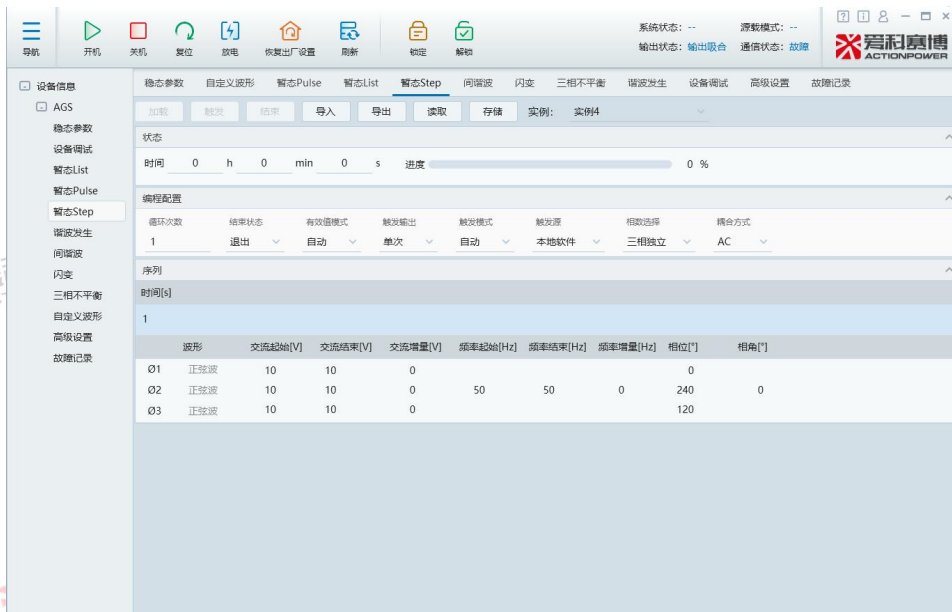 导航 开机 关机 复位 放电 恢复出厂设置 刷新 锁定 解锁
系统状态: -- 源载模式: --
输出状态: 输出吸合 通信状态: 故障
爱科赛博
ACTIONPOWER
设备信息
AGS
稳态参数
设备调试
暂态List
暂态Pulse
暂态Step
谐波发生
间谐波
闪变
三相不平衡
自定义波形
高级设置
故障记录
稳态参数 自定义波形 暂态Pulse 暂态List 暂态Step 间谐波 闪变 三相不平衡 谐波发生 设备调试 高级设置 故障记录
加载 触发 结束 导入 导出 读取 存储 实例: 实例4
状态
时间 0 h 0 min 0 s 进度 0 %
编程配置
循环次数 结束状态 有效值模式 触发输出 触发模式 触发源 相数选择 耦合方式
1 退出 自动 单次 自动 本地软件 三相独立 AC
序列
时间[s]
1
波形 交流起始[V] 交流结束[V] 交流增量[V] 频率起始[Hz] 频率结束[Hz] 频率增量[Hz] 相位[°] 相角[°]
Ø1 正弦波 10 10 0 0
Ø2 正弦波 10 10 0 50 50 0 240 0
Ø3 正弦波 10 10 0 120